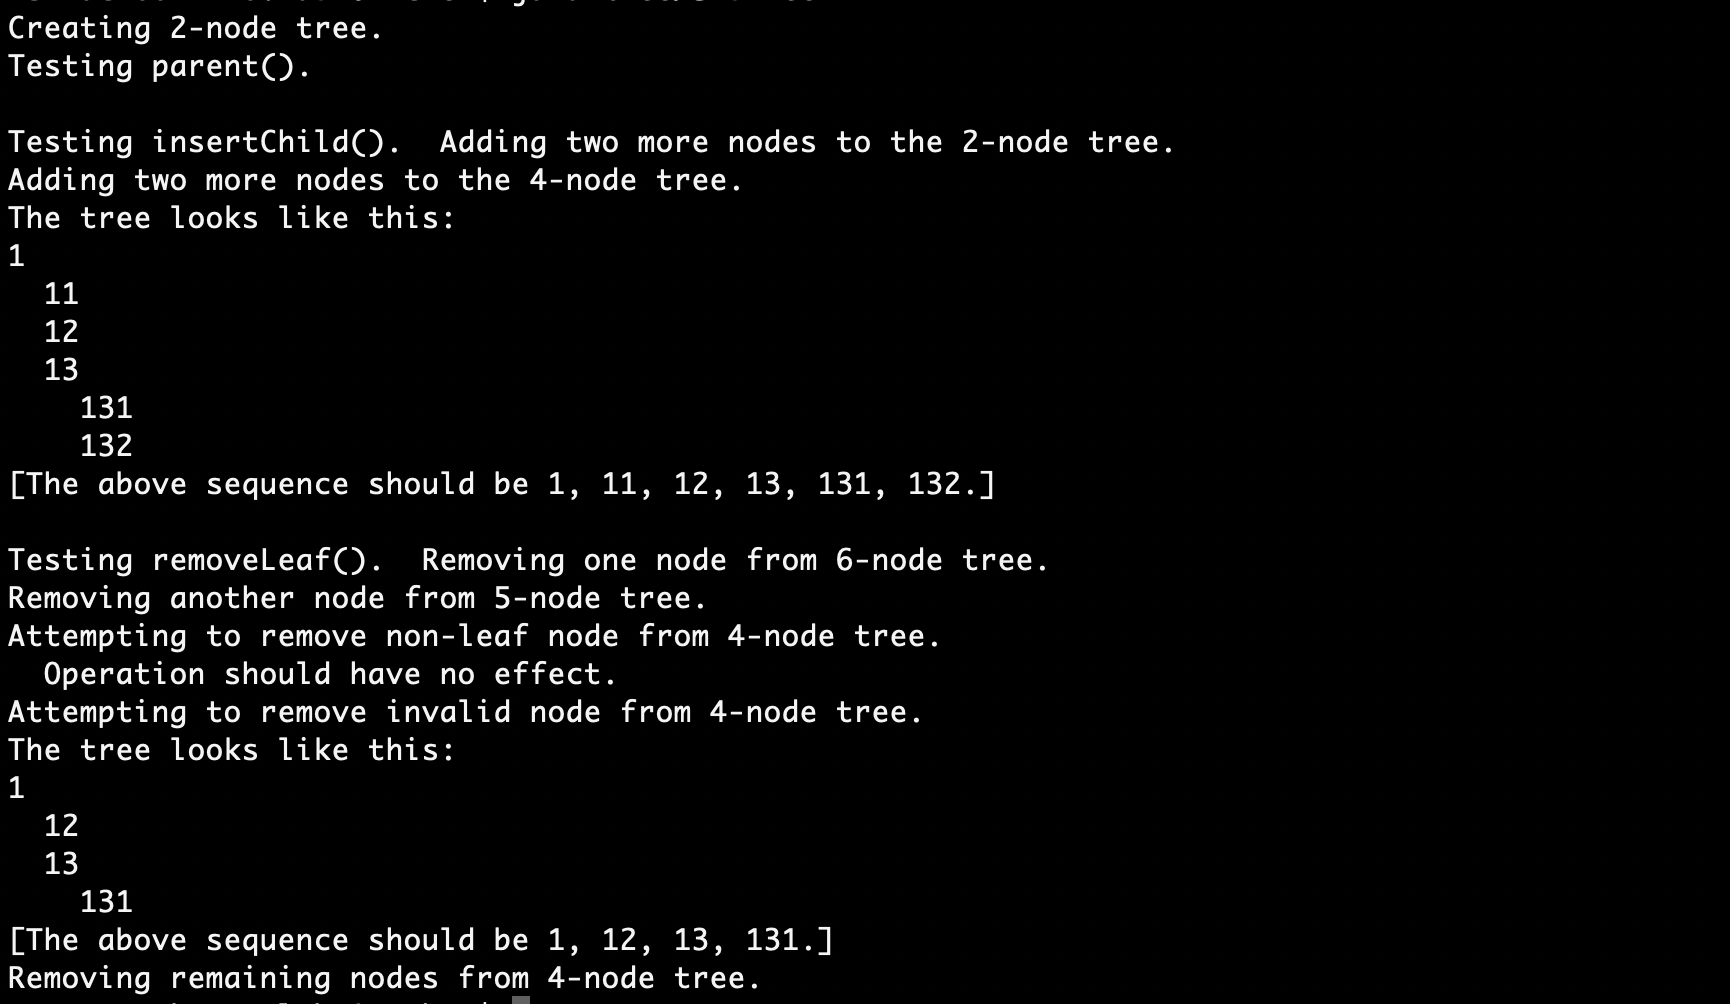 Creating 2-node tree.
Testing parent().

Testing insertChild().  Adding two more nodes to the 2-node tree.
Adding two more nodes to the 4-node tree.
The tree looks like this:
1
  11
  12
  13
    131
    132
[The above sequence should be 1, 11, 12, 13, 131, 132.]

Testing removeLeaf().  Removing one node from 6-node tree.
Removing another node from 5-node tree.
Attempting to remove non-leaf node from 4-node tree.
  Operation should have no effect.
Attempting to remove invalid node from 4-node tree.
The tree looks like this:
1
  12
  13
    131
[The above sequence should be 1, 12, 13, 131.]
Removing remaining nodes from 4-node tree.